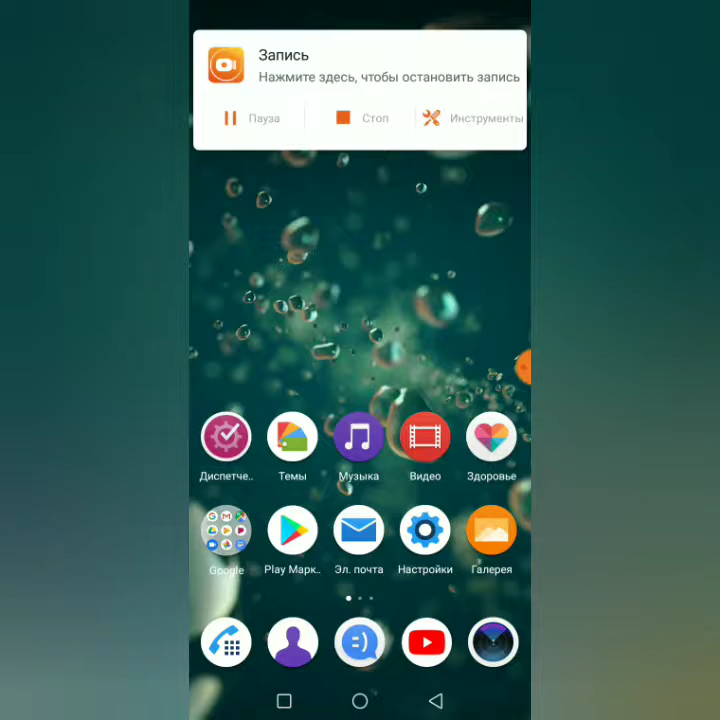 Запись
Нажмите здесь, чтобы остановить запись
Пауза Стоп Инструменты
Диспетче.. Темы Музыка Видео Здоровье
Google Play Марк.. Эл. почта Настройки Галерея